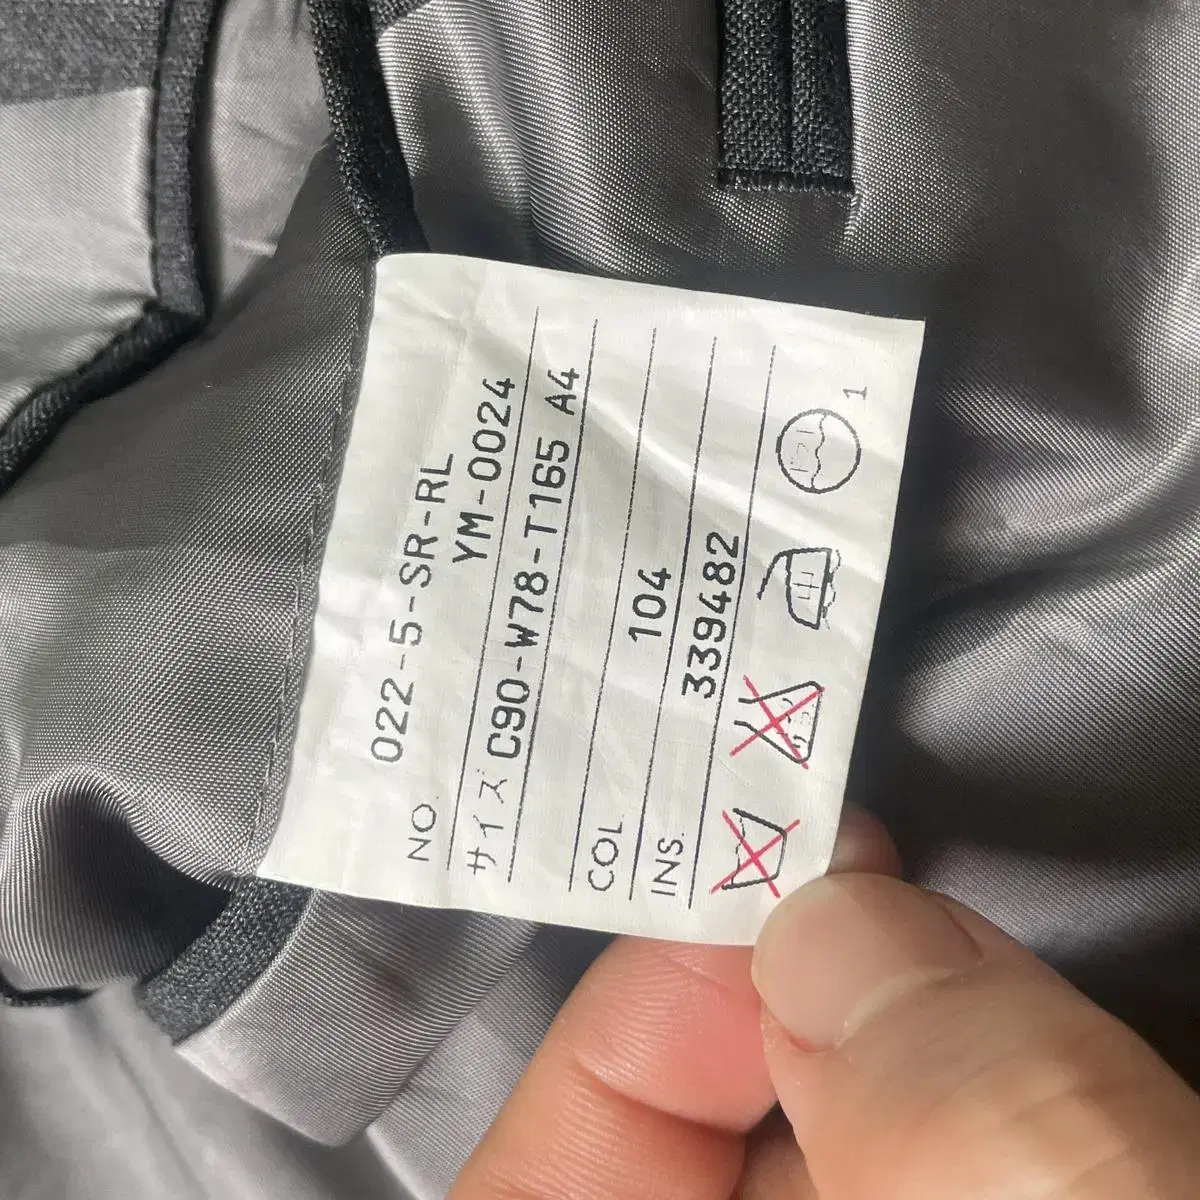 NO. 022-5-SR-RL
YM-0024
サイズ C90-W78-T165 A4
COL. 104
INS. 339482
中
1